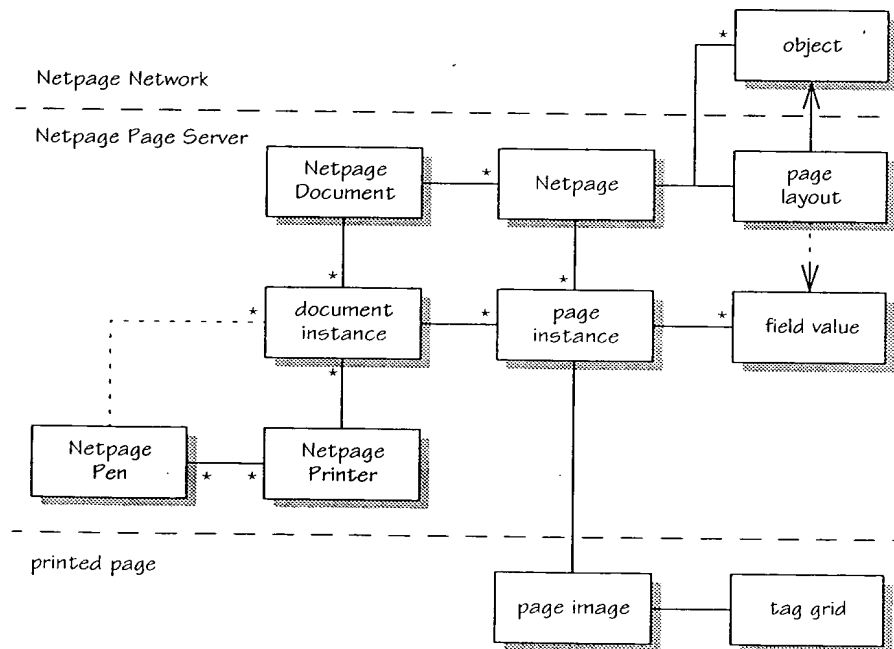 object
Netpage Network
Netpage Page Server
Netpage
Document
Netpage
page
layout
document
instance
page
instance
field value
Netpage
Pen
Netpage
Printer
printed page
page image
tag grid